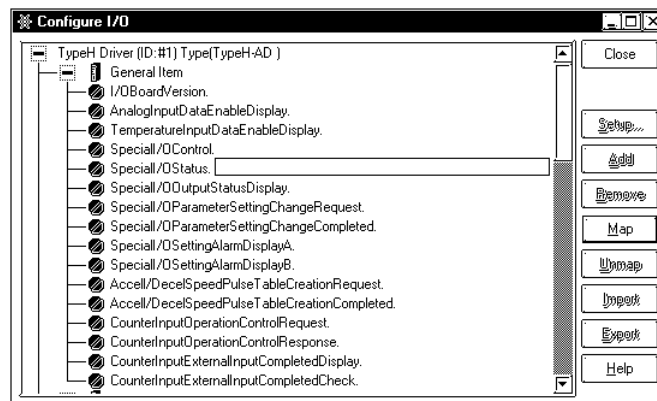 Configure I/O
TypeH Driver (ID:#1) Type(TypeH-AD )
General Item
I/OBoardVersion.
AnalogInputDataEnableDisplay.
TemperatureInputDataEnableDisplay.
SpecialI/OControl.
SpecialI/OStatus.
SpecialI/OOutputStatusDisplay.
SpecialI/OParameterSettingChangeRequest.
SpecialI/OParameterSettingChangeCompleted.
SpecialI/OSettingAlarmDisplayA.
SpecialI/OSettingAlarmDisplayB.
Accell/DecelSpeedPulseTableCreationRequest.
Accell/DecelSpeedPulseTableCreationCompleted.
CounterInputOperationControlRequest.
CounterInputOperationControlResponse.
CounterInputExternalInputCompletedDisplay.
CounterInputExternalInputCompletedCheck.
Close
Setup...
Add
Remove
Map
Unmap
Import
Export
Help